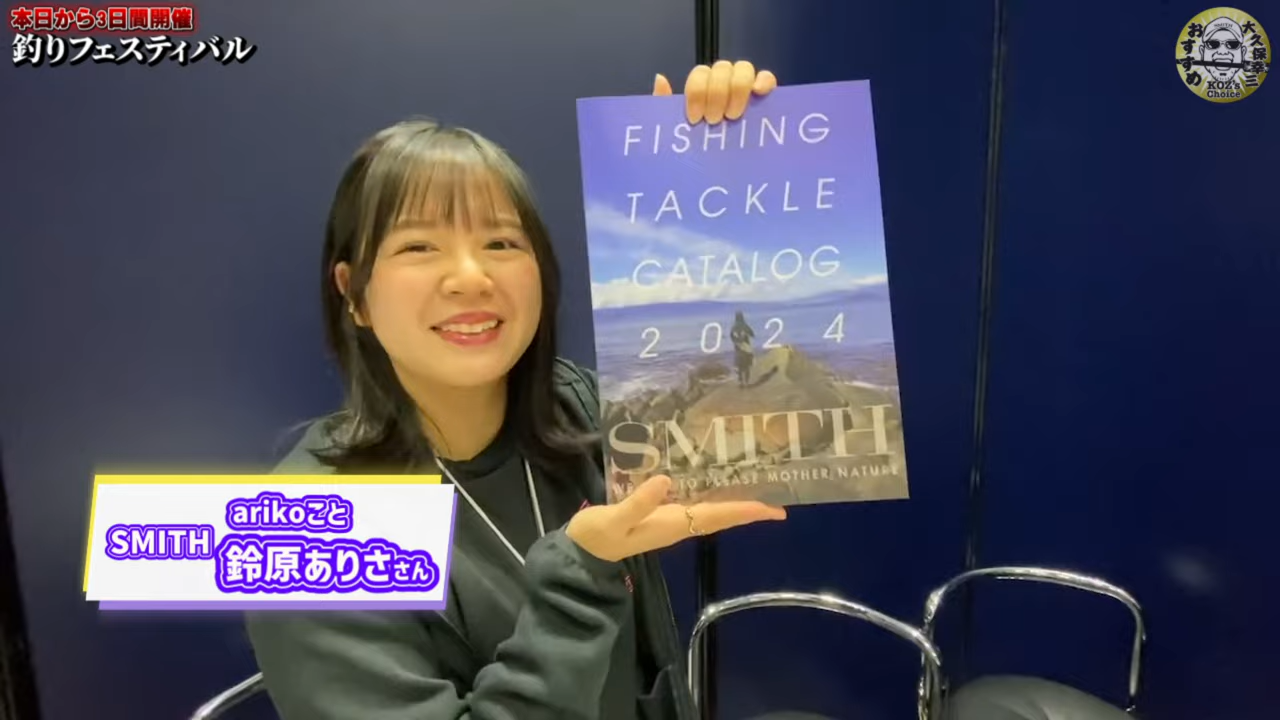 本日から3日間開催
釣りフェスティバル
大久保幸三
おすすめ
KOZ's
Choice
FISHING
TACKLE
CATALOG
2024
SMITH
TO PLEASE MOTHER NATURE
arikoこと
SMITH
鈴原ありささん